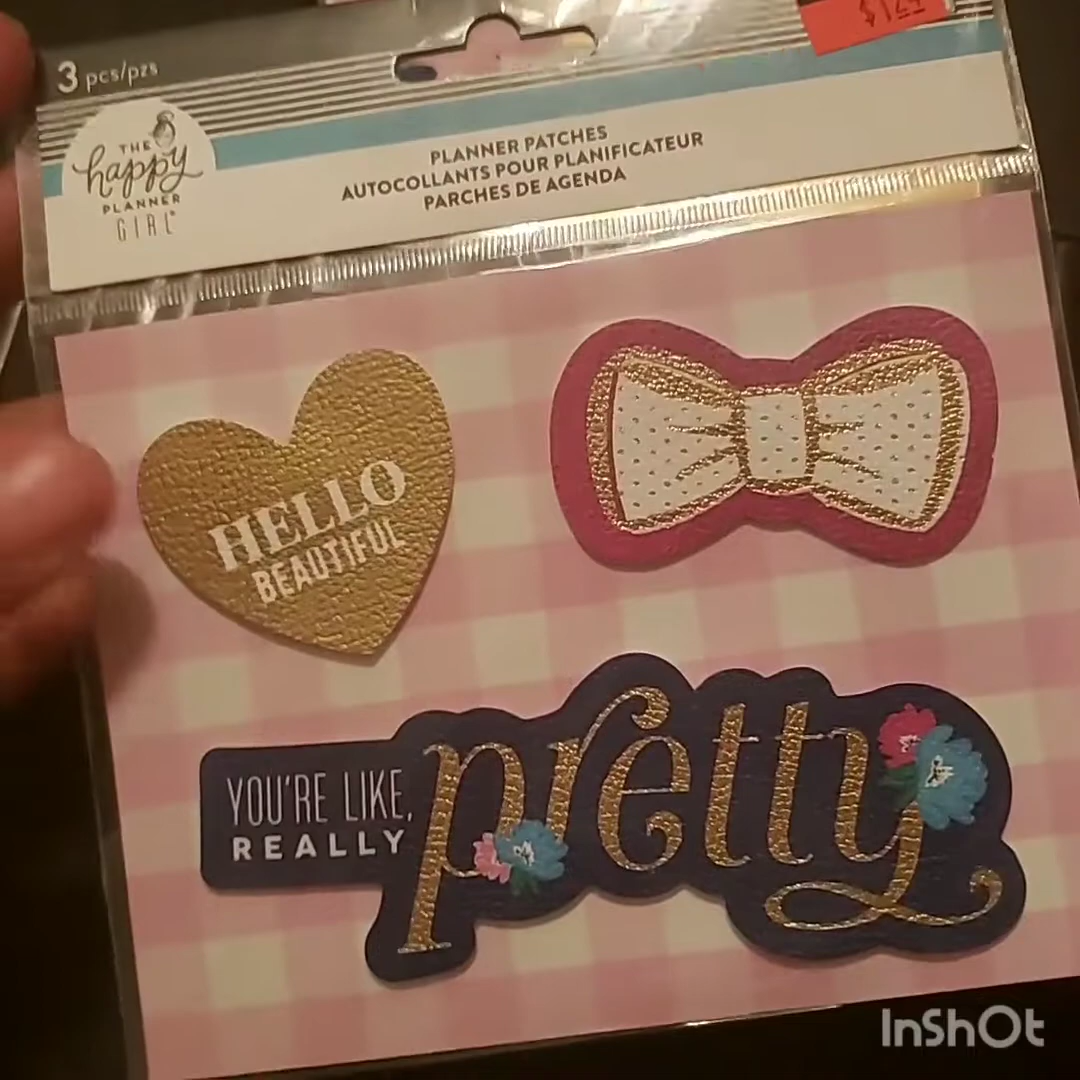 3 pcs/pzs
THE
happy
PLANNER
GIRL
PLANNER PATCHES
AUTOCOLLANTS POUR PLANIFICATEUR
PARCHES DE AGENDA
HELLO
BEAUTIFUL
YOU'RE LIKE,
REALLY
pretty
InShOt